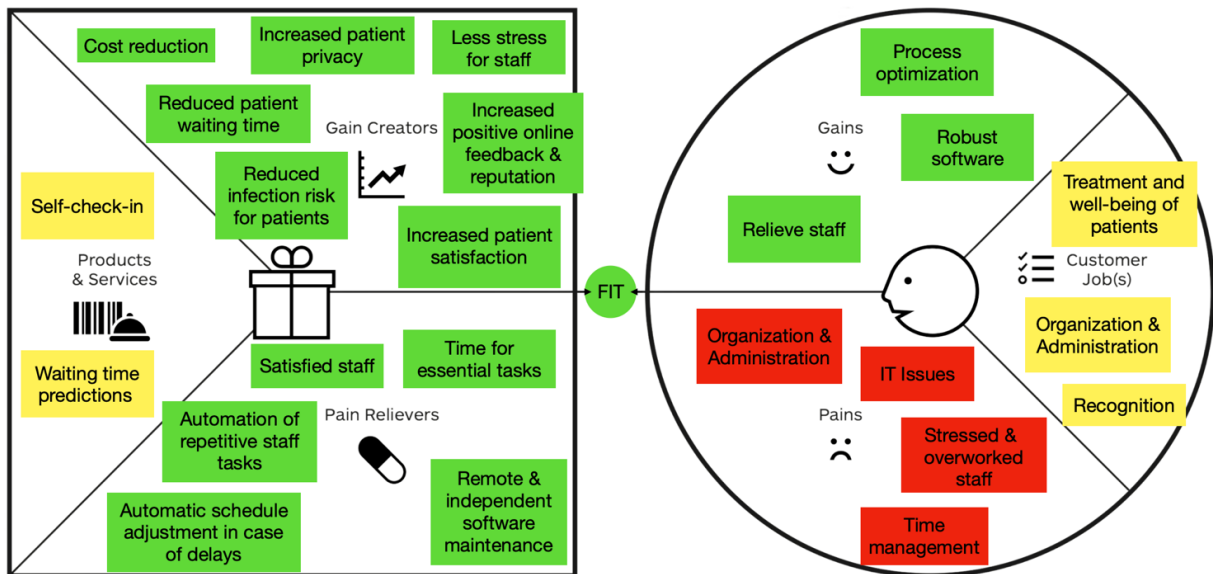 Cost reduction
Increased patient
privacy
Less stress
for staff
Reduced patient
waiting time
Gain Creators
Increased
positive online
feedback &
reputation
Self-check-in
Reduced
infection risk
for patients
Increased patient
satisfaction
Products
& Services
Waiting time
predictions
Satisfied staff
Time for
essential tasks
Automation of
repetitive staff
tasks
Pain Relievers
Automatic schedule
adjustment in case
of delays
Remote &
independent
software
maintenance
FIT
Process
optimization
Gains
Robust
software
Relieve staff
Treatment and
well-being of
patients
Customer
Job(s)
Organization &
Administration
Recognition
Organization &
Administration
IT Issues
Pains
Stressed &
overworked
staff
Time
management